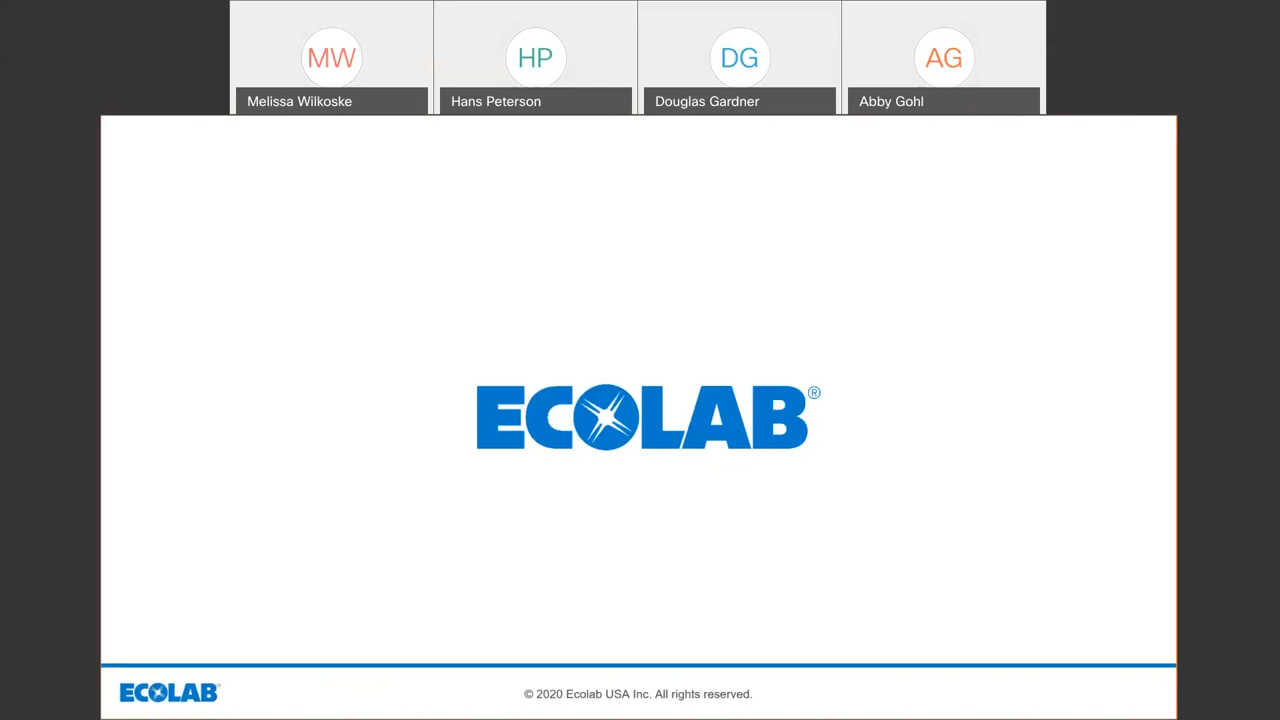 MW
HP
DG
AG
Melissa Wilkoske
Hans Peterson
Douglas Gardner
Abby Gohl
ECOLAB®
ECOLAB®
© 2020 Ecolab USA Inc. All rights reserved.